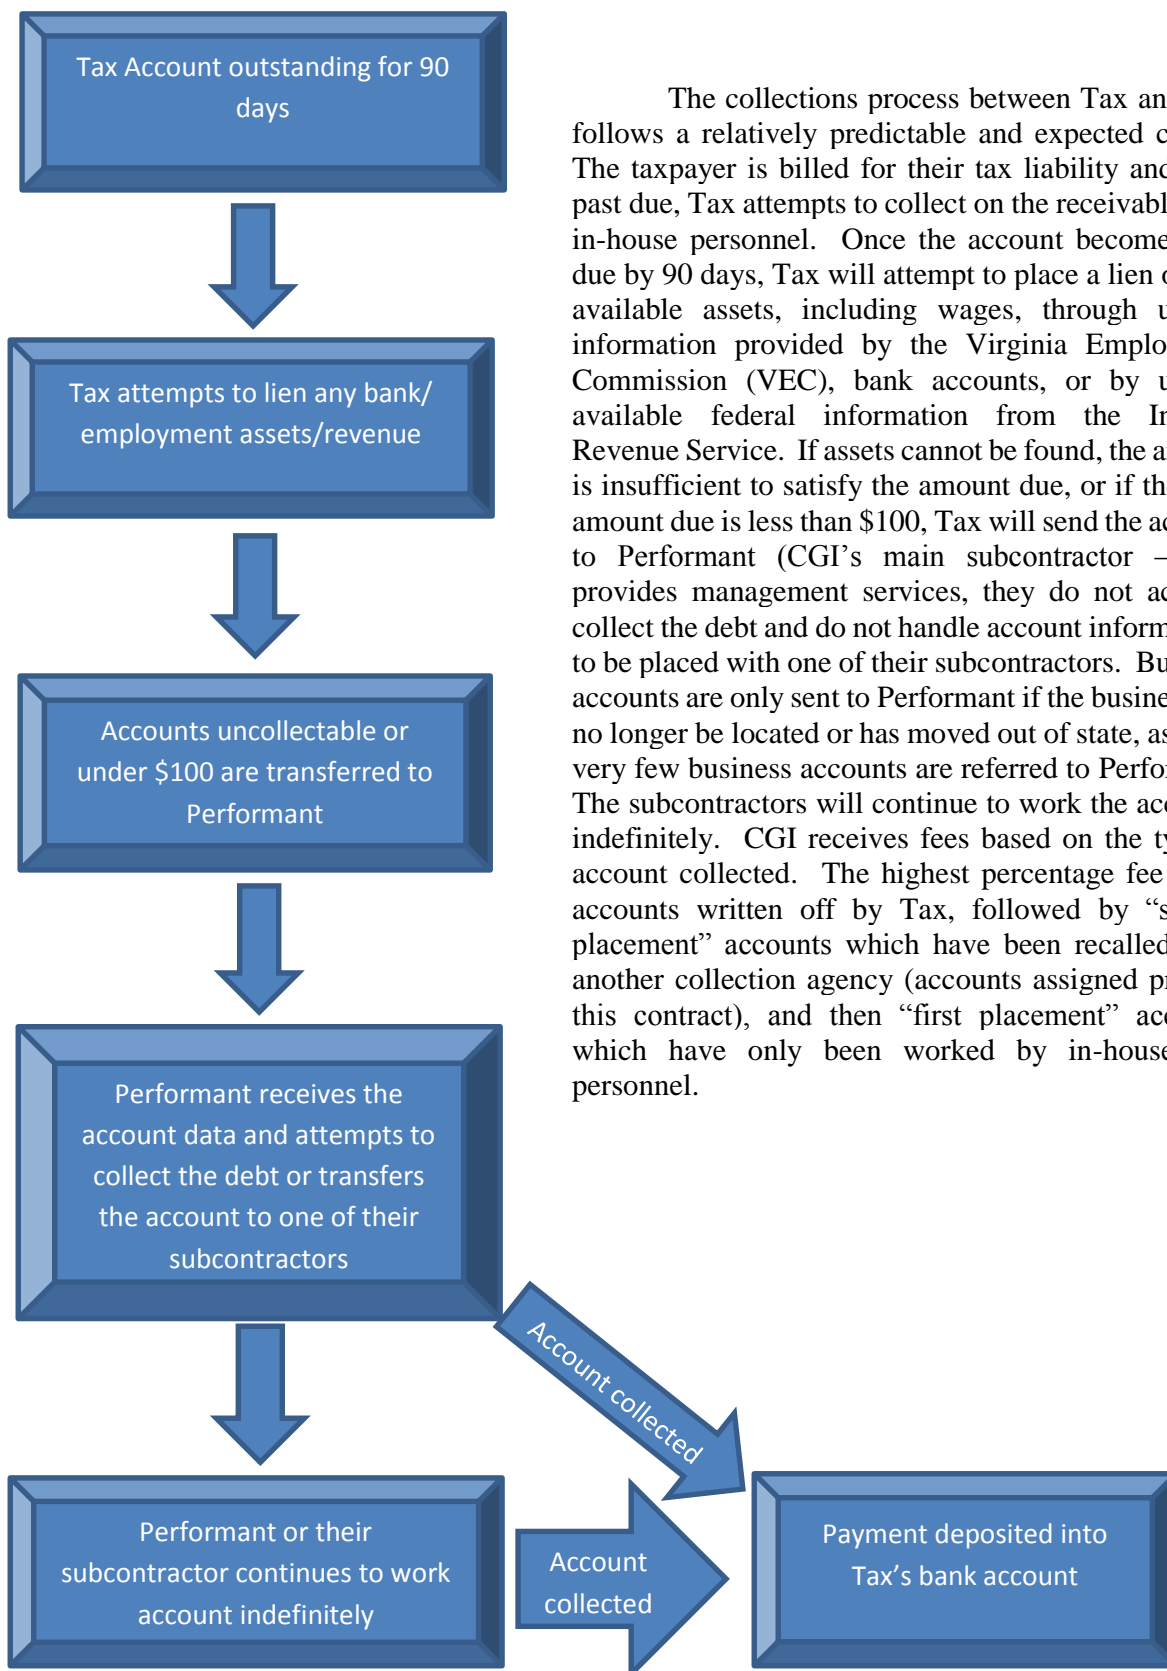 Tax Account outstanding for 90
days
Tax attempts to lien any bank/
employment assets/revenue
Accounts uncollectable or
under $100 are transferred to
Performant
Performant receives the
account data and attempts to
collect the debt or transfers
the account to one of their
subcontractors
Account collected
Performant or their
subcontractor continues to work
account indefinitely
Account
collected
Payment deposited into
Tax's bank account
The collections process between Tax an
follows a relatively predictable and expected c
The taxpayer is billed for their tax liability and
past due, Tax attempts to collect on the receivabl
in-house personnel. Once the account become
due by 90 days, Tax will attempt to place a lien o
available assets, including wages, through u
information provided by the Virginia Emplo
Commission (VEC), bank accounts, or by u
available federal information from the In
Revenue Service. If assets cannot be found, the a
is insufficient to satisfy the amount due, or if th
amount due is less than $100, Tax will send the ac
to Performant (CGI's main subcontractor –
provides management services, they do not ac
collect the debt and do not handle account inform
to be placed with one of their subcontractors. Bu
accounts are only sent to Performant if the busine
no longer be located or has moved out of state, as
very few business accounts are referred to Perfo
The subcontractors will continue to work the acc
indefinitely. CGI receives fees based on the ty
account collected. The highest percentage fee
accounts written off by Tax, followed by “s
placement” accounts which have been recalled
another collection agency (accounts assigned pr
this contract), and then “first placement” acc
which have only been worked by in-house
personnel.